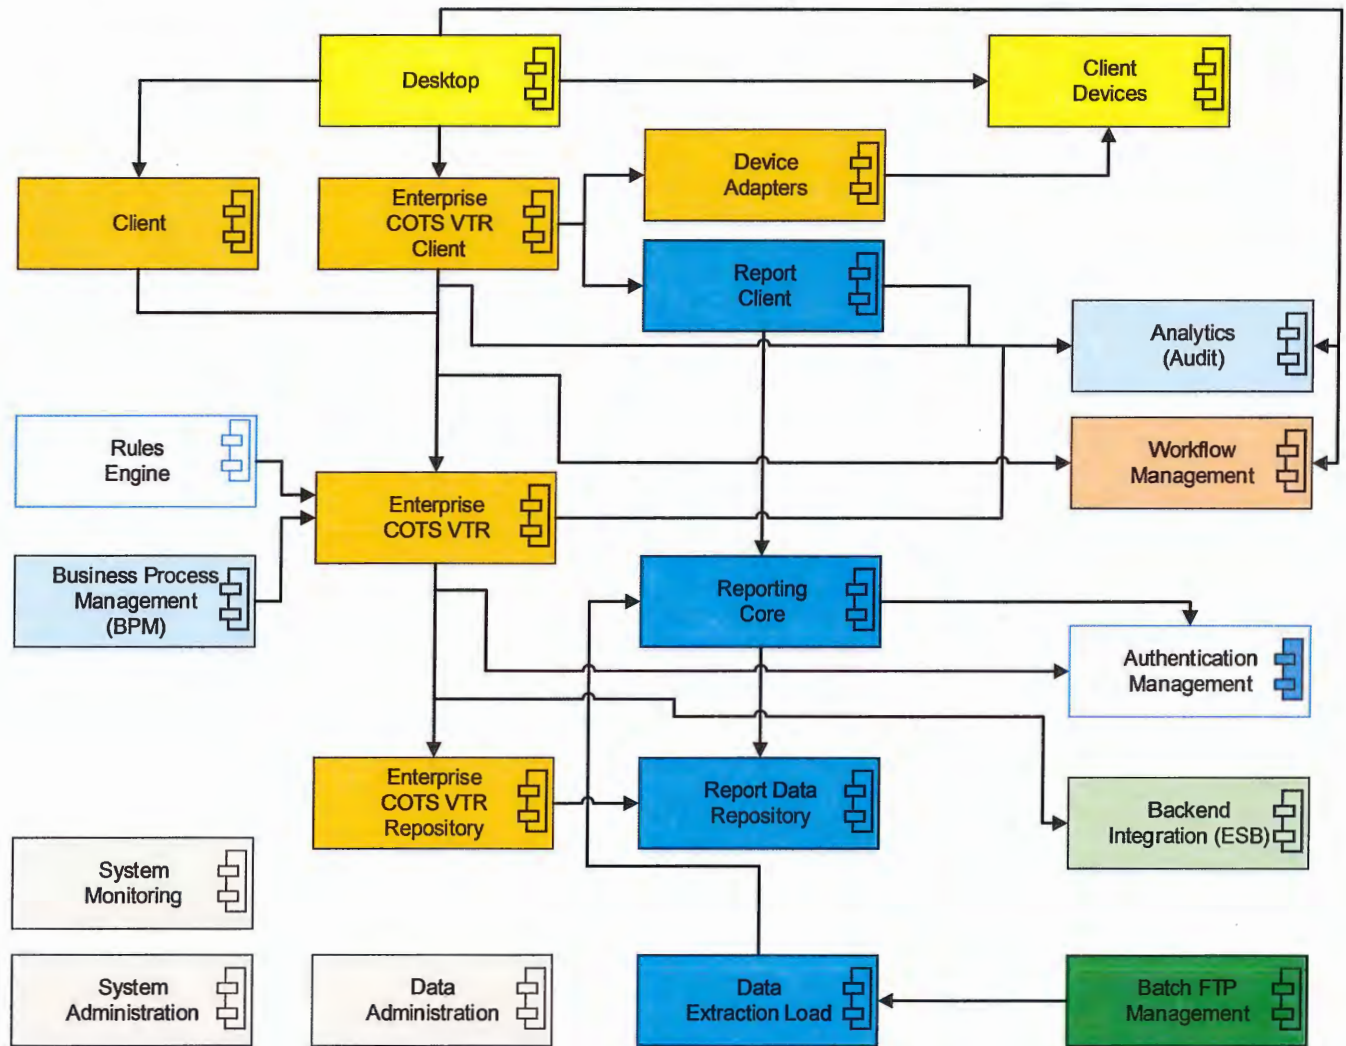 Desktop
Client
Devices
Device
Adapters
Client
Enterprise
COTS VTR
Client
Report
Client
Analytics
(Audit)
Rules
Engine
Workflow
Management
Enterprise
COTS VTR
Business Process
Management
(BPM)
Reporting
Core
Authentication
Management
Enterprise
COTS VTR
Repository
Report Data
Repository
Backend
Integration (ESB)
System
Monitoring
System
Administration
Data
Administration
Data
Extraction Load
Batch FTP
Management